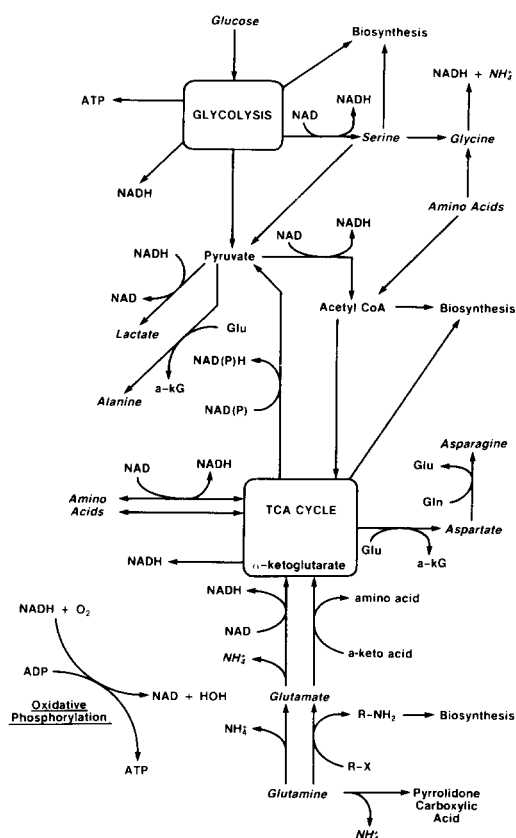 Glucose
Biosynthesis
NADH + NH₄⁺
ATP
GLYCOLYSIS
NAD
NADH
Serine
Glycine
NADH
Amino Acids
NADH
Pyruvate
NAD
NADH
NAD
Lactate
Acetyl CoA
Biosynthesis
Glu
NAD(P)H
a-kG
Alanine
NAD(P)
Asparagine
NAD
NADH
Glu
Gln
Amino
Acids
TCA CYCLE
Aspartate
Glu
a-kG
NADH
α-ketoglutarate
NADH
amino acid
NADH + O₂
NAD
a-keto acid
NH₄⁺
ADP
NAD + HOH
Glutamate
Oxidative
Phosphorylation
R-NH₂
Biosynthesis
NH₄⁺
ATP
R-X
Glutamine
Pyrrolidone
Carboxylic
Acid
NH₄⁺